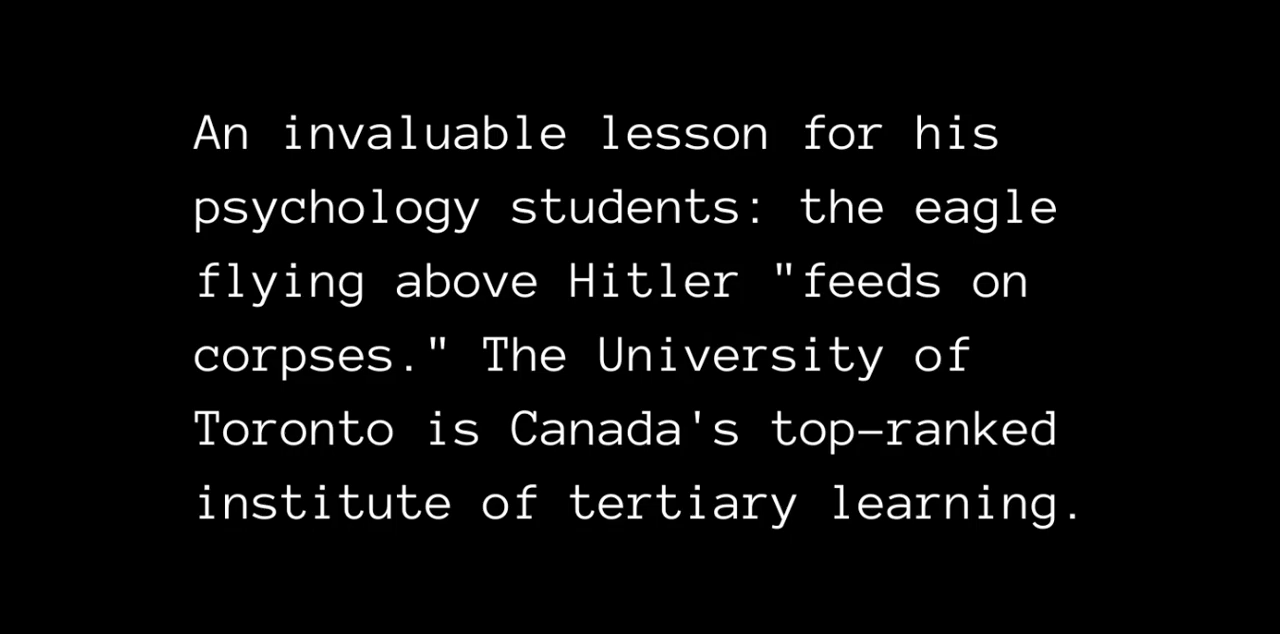 An invaluable lesson for his
psychology students: the eagle
flying above Hitler "feeds on
corpses." The University of
Toronto is Canada's top-ranked
institute of tertiary learning.